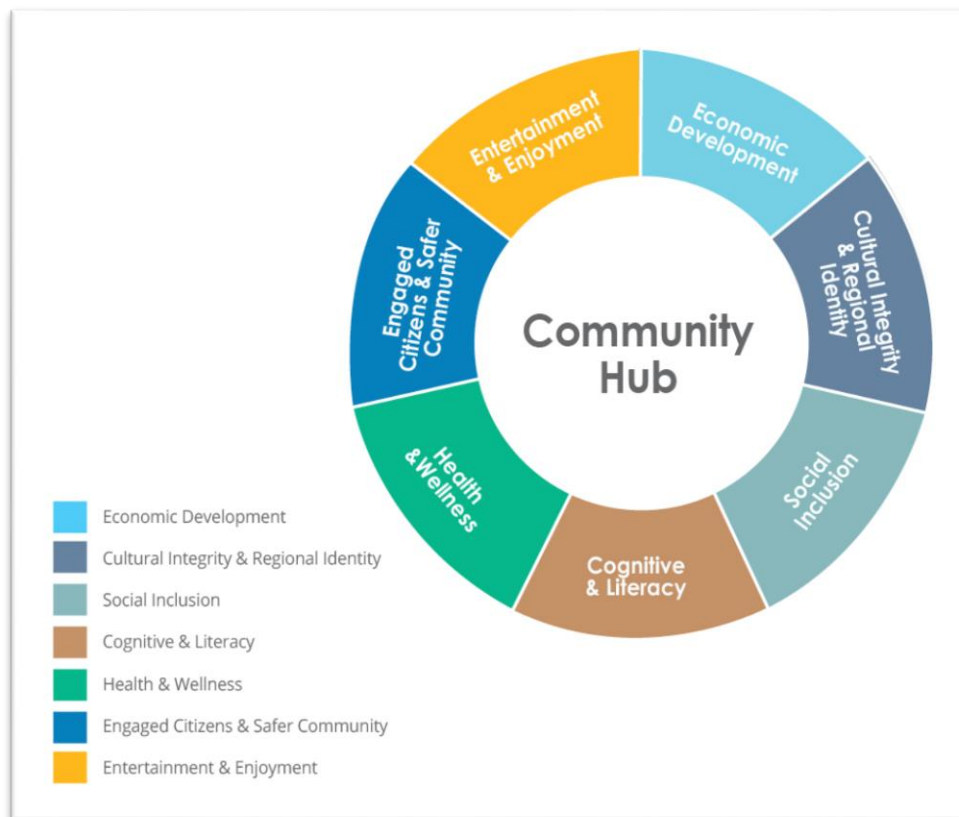 Entertainment
& Enjoyment
Economic
Development
Cultural Integrity
& Regional
Identity
Engaged
Citizens & Safer
Community
Community
Hub
Health
&Wellness
Social
Inclusion
Cognitive
& Literacy
Economic Development
Cultural Integrity & Regional Identity
Social Inclusion
Cognitive & Literacy
Health & Wellness
Engaged Citizens & Safer Community
Entertainment & Enjoyment